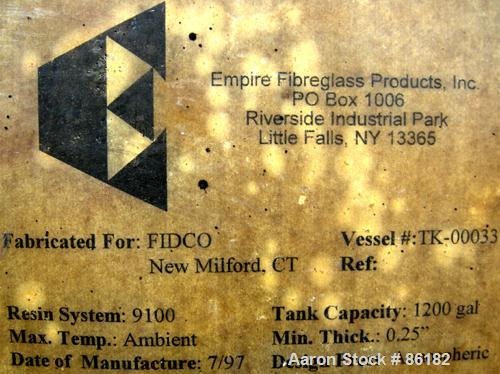 Empire Fibreglass Products, Inc.
PO Box 1006
Riverside Industrial Park
Little Falls, NY 13365
Fabricated For: FIDCO
Vessel #:TK-00033
New Milford, CT
Ref:
Resin System: 9100
Tank Capacity: 1200 gal
Max. Temp.: Ambient
Min. Thick.: 0.25"
Date of Manufacture: 7/97
Aaron Stock # 86182